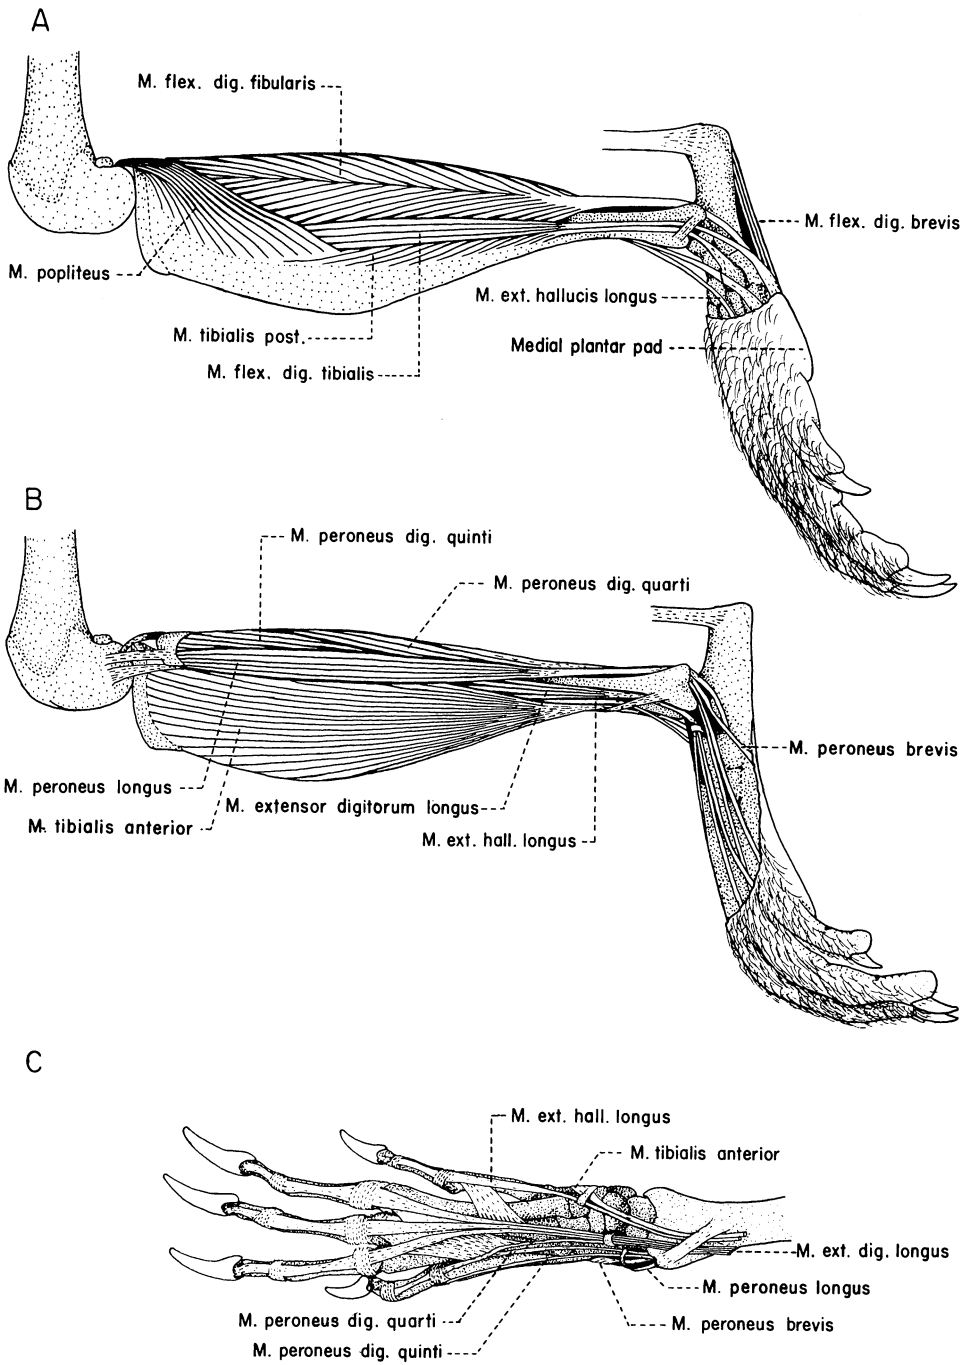 A
M. flex. dig. fibularis
M. flex. dig. brevis
M. popliteus
M. ext. hallucis longus
M. tibialis post.
Medial plantar pad
M. flex. dig. tibialis
B
M. peroneus dig. quinti
M. peroneus dig. quarti
M. peroneus brevis
M. peroneus longus
M. extensor digitorum longus
M. tibialis anterior
M. ext. hall. longus
C
M. ext. hall. longus
M. tibialis anterior
M. ext. dig. longus
M. peroneus longus
M. peroneus dig. quarti
M. peroneus brevis
M. peroneus dig. quinti